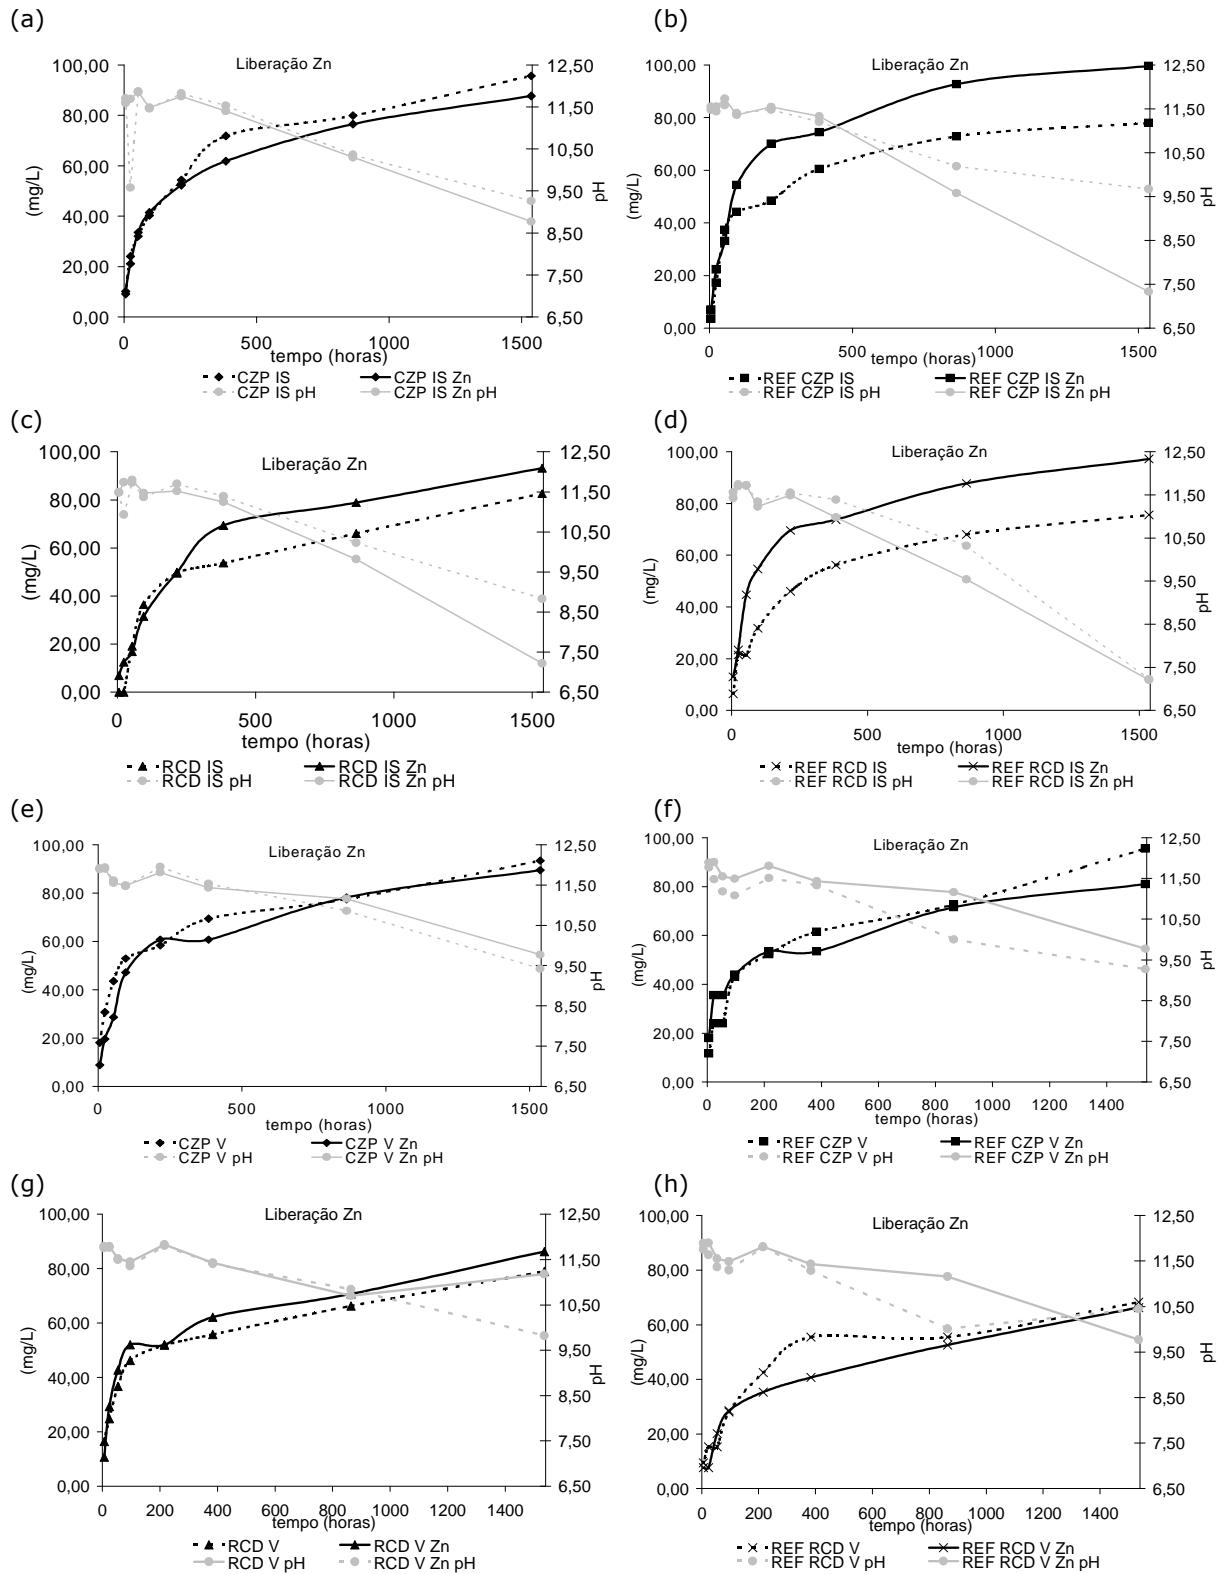 (a)
Liberação Zn
100,00
80,00
60,00
40,00
20,00
0,00
(mg/L)
12,50
11,50
10,50
9,50
8,50
7,50
6,50
pH
0
500
1000
1500
tempo (horas)
CZP IS
CZP IS Zn
CZP IS pH
CZP IS Zn pH
(b)
Liberação Zn
100,00
80,00
60,00
40,00
20,00
0,00
(mg/L)
12,50
11,50
10,50
9,50
8,50
7,50
6,50
pH
0
500
1000
1500
tempo (horas)
REF CZP IS
REF CZP IS Zn
REF CZP IS pH
REF CZP IS Zn pH
(c)
Liberação Zn
100,00
80,00
60,00
40,00
20,00
0,00
(mg/L)
12,50
11,50
10,50
9,50
8,50
7,50
6,50
0
500
1000
1500
tempo (horas)
RCD IS
RCD IS Zn
RCD IS pH
RCD IS Zn pH
(d)
Liberação Zn
100,00
80,00
60,00
40,00
20,00
0,00
(mg/L)
12,50
11,50
10,50
9,50
8,50
7,50
6,50
pH
0
500
1000
1500
tempo (horas)
REF RCD IS
REF RCD IS Zn
REF RCD IS pH
REF RCD IS Zn pH
(e)
Liberação Zn
100,00
80,00
60,00
40,00
20,00
0,00
(mg/L)
12,50
11,50
10,50
9,50
8,50
7,50
6,50
pH
0
500
1000
1500
tempo (horas)
CZP V
CZP V Zn
CZP V pH
CZP V Zn pH
(f)
Liberação Zn
100,00
80,00
60,00
40,00
20,00
0,00
(mg/L)
12,50
11,50
10,50
9,50
8,50
7,50
6,50
pH
0
200
400
600
800
1000
1200
1400
tempo (horas)
REF CZP V
REF CZP V Zn
REF CZP V pH
REF CZP V Zn pH
(g)
Liberação Zn
100,00
80,00
60,00
40,00
20,00
0,00
(mg/L)
12,50
11,50
10,50
9,50
8,50
7,50
6,50
pH
0
200
400
600
800
1000
1200
1400
tempo (horas)
RCD V
RCD V Zn
RCD V pH
RCD V Zn pH
(h)
Liberação Zn
100,00
80,00
60,00
40,00
20,00
0,00
(mg/L)
12,50
11,50
10,50
9,50
8,50
7,50
6,50
pH
0
200
400
600
800
1000
1200
1400
tempo (horas)
REF RCD V
REF RCD V Zn
REF RCD V pH
REF RCD V Zn pH